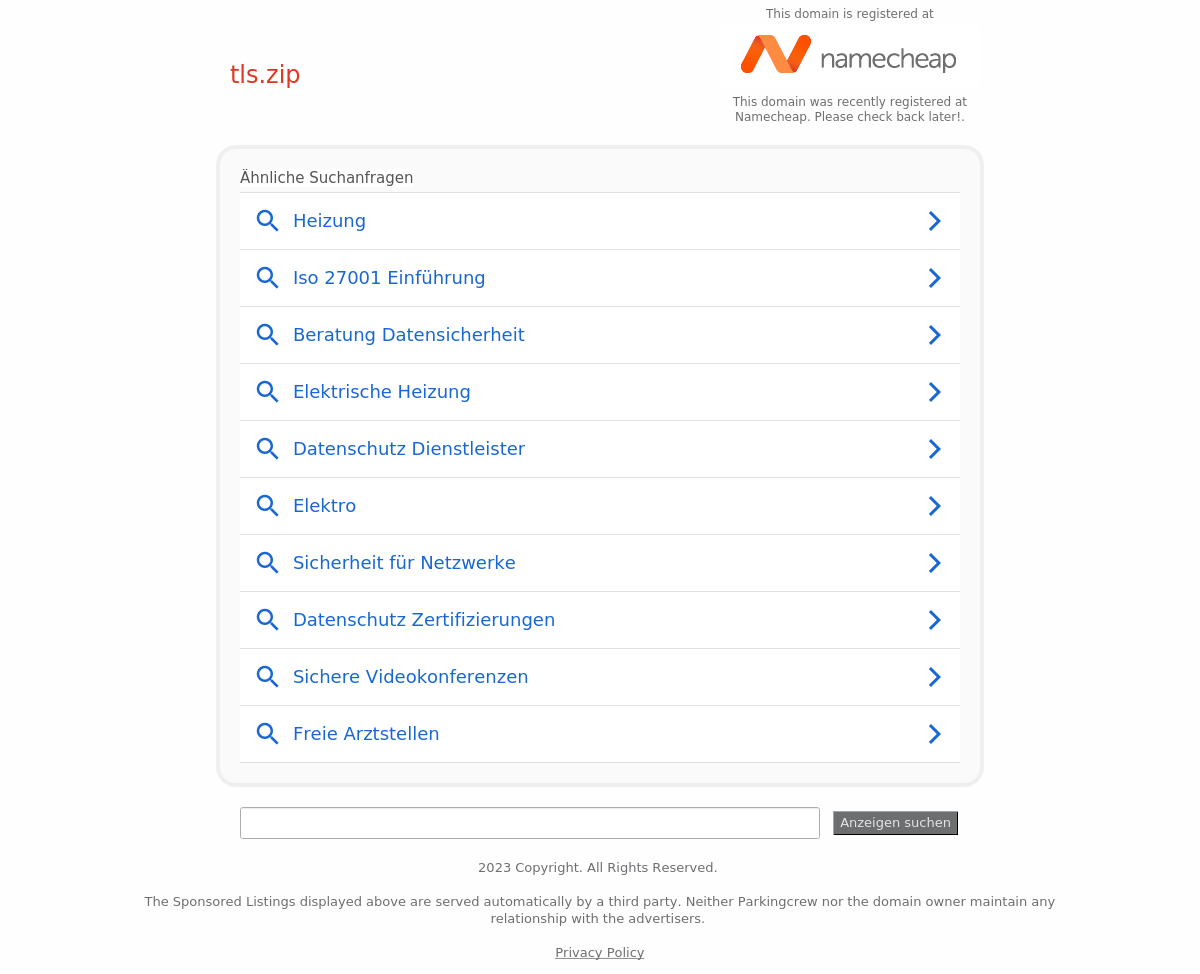 This domain is registered at
namecheap
tls.zip
This domain was recently registered at
Namecheap. Please check back later!.
Ähnliche Suchanfragen
Heizung
Iso 27001 Einführung
Beratung Datensicherheit
Elektrische Heizung
Datenschutz Dienstleister
Elektro
Sicherheit für Netzwerke
Datenschutz Zertifizierungen
Sichere Videokonferenzen
Freie Arztstellen
Anzeigen suchen
2023 Copyright. All Rights Reserved.
The Sponsored Listings displayed above are served automatically by a third party. Neither Parkingcrew nor the domain owner maintain any
relationship with the advertisers.
Privacy Policy